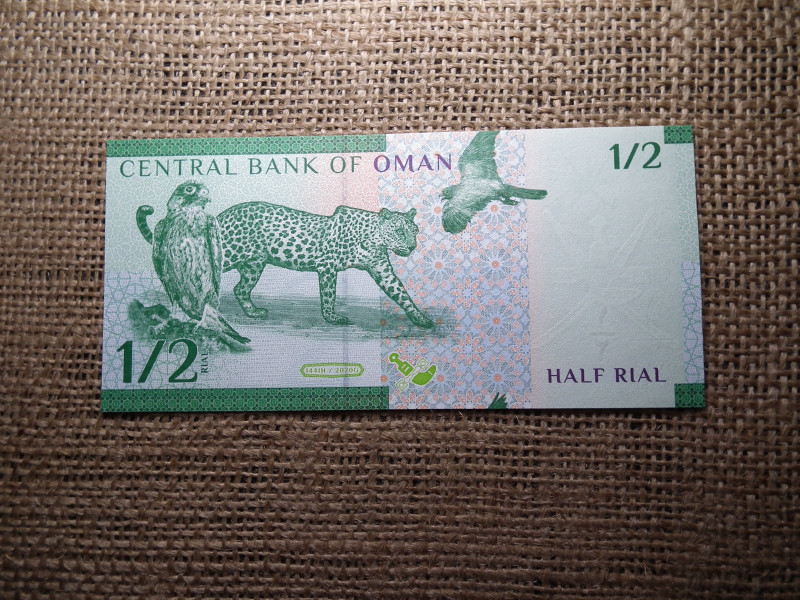 CENTRAL BANK OF OMAN
1/2
1/2
RIAL
1441H / 2020G
HALF RIAL